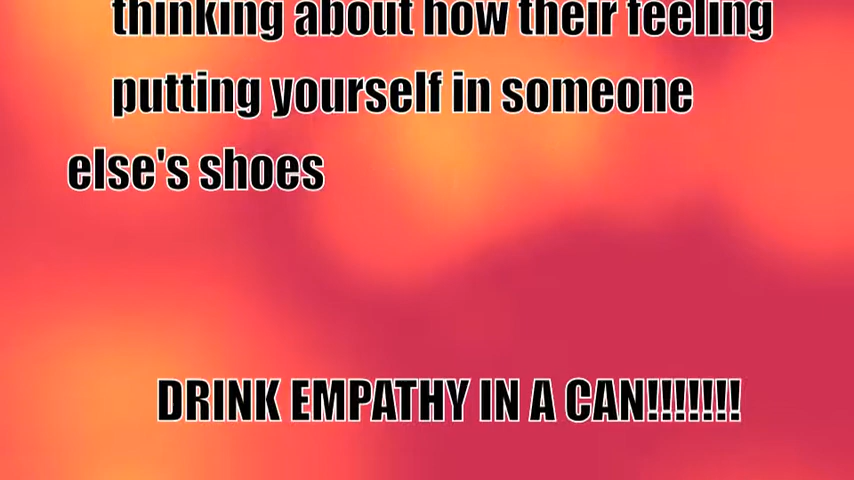 thinking about how their feeling
putting yourself in someone
else's shoes
DRINK EMPATHY IN A CAN!!!!!!!